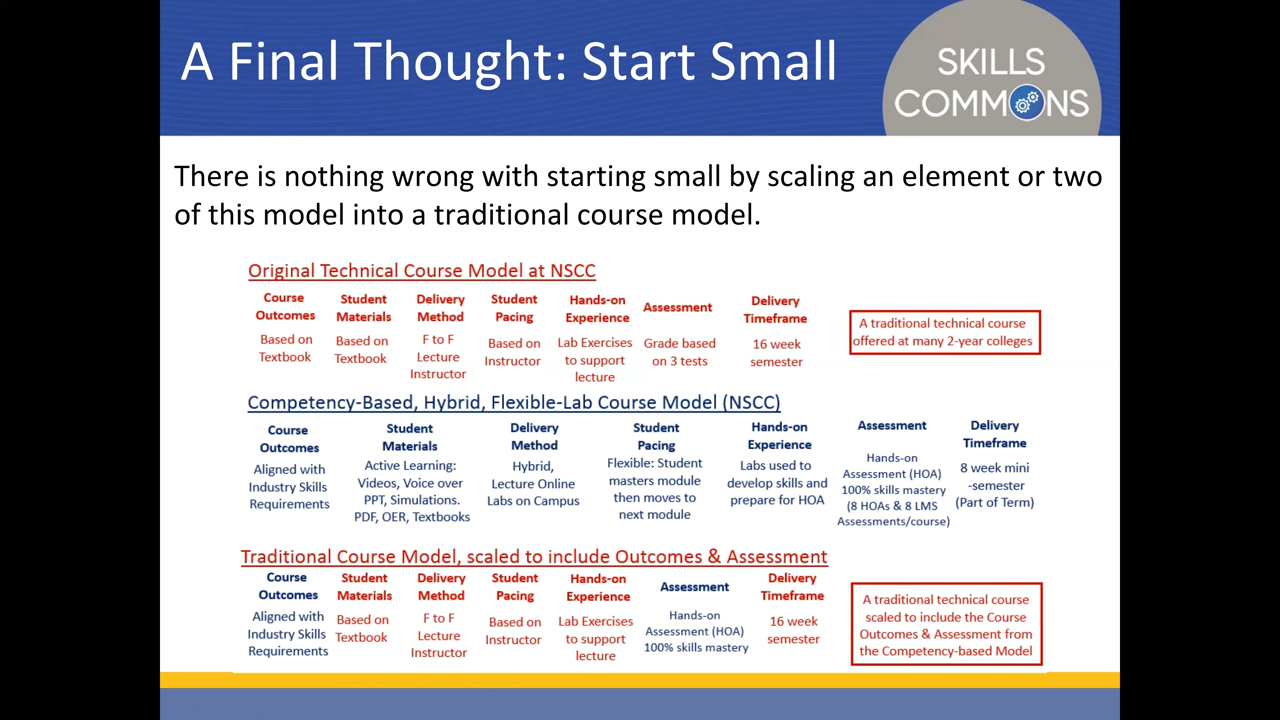 A Final Thought: Start Small
SKILLS
COMMONS
There is nothing wrong with starting small by scaling an element or two
of this model into a traditional course model.
Original Technical Course Model at NSCC
Course
Outcomes
Based on
Textbook
Student
Materials
Based on
Textbook
Delivery
Method
F to F
Lecture
Instructor
Student
Pacing
Based on
Instructor
Hands-on
Experience
Lab Exercises
to support
lecture
Assessment
Grade based
on 3 tests
Delivery
Timeframe
16 week
semester
A traditional technical course
offered at many 2-year colleges
Competency-Based, Hybrid, Flexible-Lab Course Model (NSCC)
Course
Outcomes
Aligned with
Industry Skills
Requirements
Student
Materials
Active Learning:
Videos, Voice over
PPT, Simulations.
PDF, OER, Textbooks
Delivery
Method
Hybrid,
Lecture Online
Labs on Campus
Student
Pacing
Flexible: Student
masters module
then moves to
next module
Hands-on
Experience
Labs used to
develop skills and
prepare for HOA
Assessment
Hands-on
Assessment (HOA)
100% skills mastery
(8 HOAs & 8 LMS
Assessments/course)
Delivery
Timeframe
8 week mini
-semester
(Part of Term)
Traditional Course Model, scaled to include Outcomes & Assessment
Course
Outcomes
Aligned with
Industry Skills
Requirements
Student
Materials
Based on
Textbook
Delivery
Method
F to F
Lecture
Instructor
Student
Pacing
Based on
Instructor
Hands-on
Experience
Lab Exercises
to support
lecture
Assessment
Hands-on
Assessment (HOA)
100% skills mastery
Delivery
Timeframe
16 week
semester
A traditional technical course
scaled to include the Course
Outcomes & Assessment from
the Competency-based Model